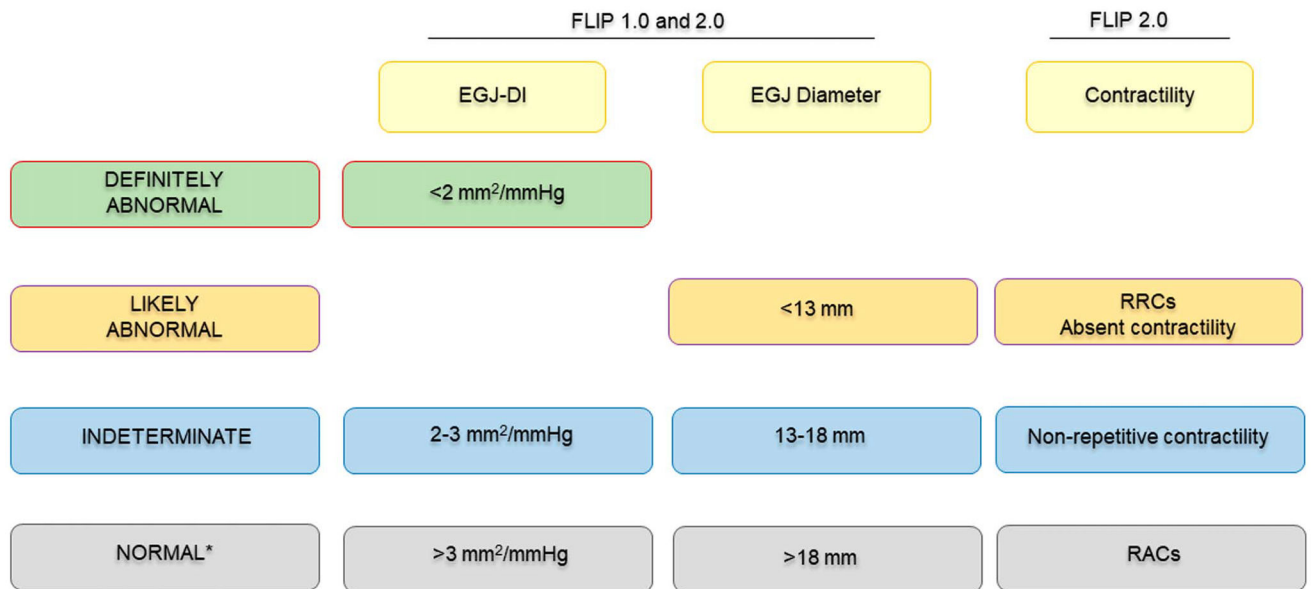 FLIP 1.0 and 2.0
FLIP 2.0
EGJ-DI
EGJ Diameter
Contractility
DEFINITELY
ABNORMAL
<2 mm²/mmHg
LIKELY
ABNORMAL
<13 mm
RRCs
Absent contractility
INDETERMINATE
2-3 mm²/mmHg
13-18 mm
Non-repetitive contractility
NORMAL*
>3 mm²/mmHg
>18 mm
RACs